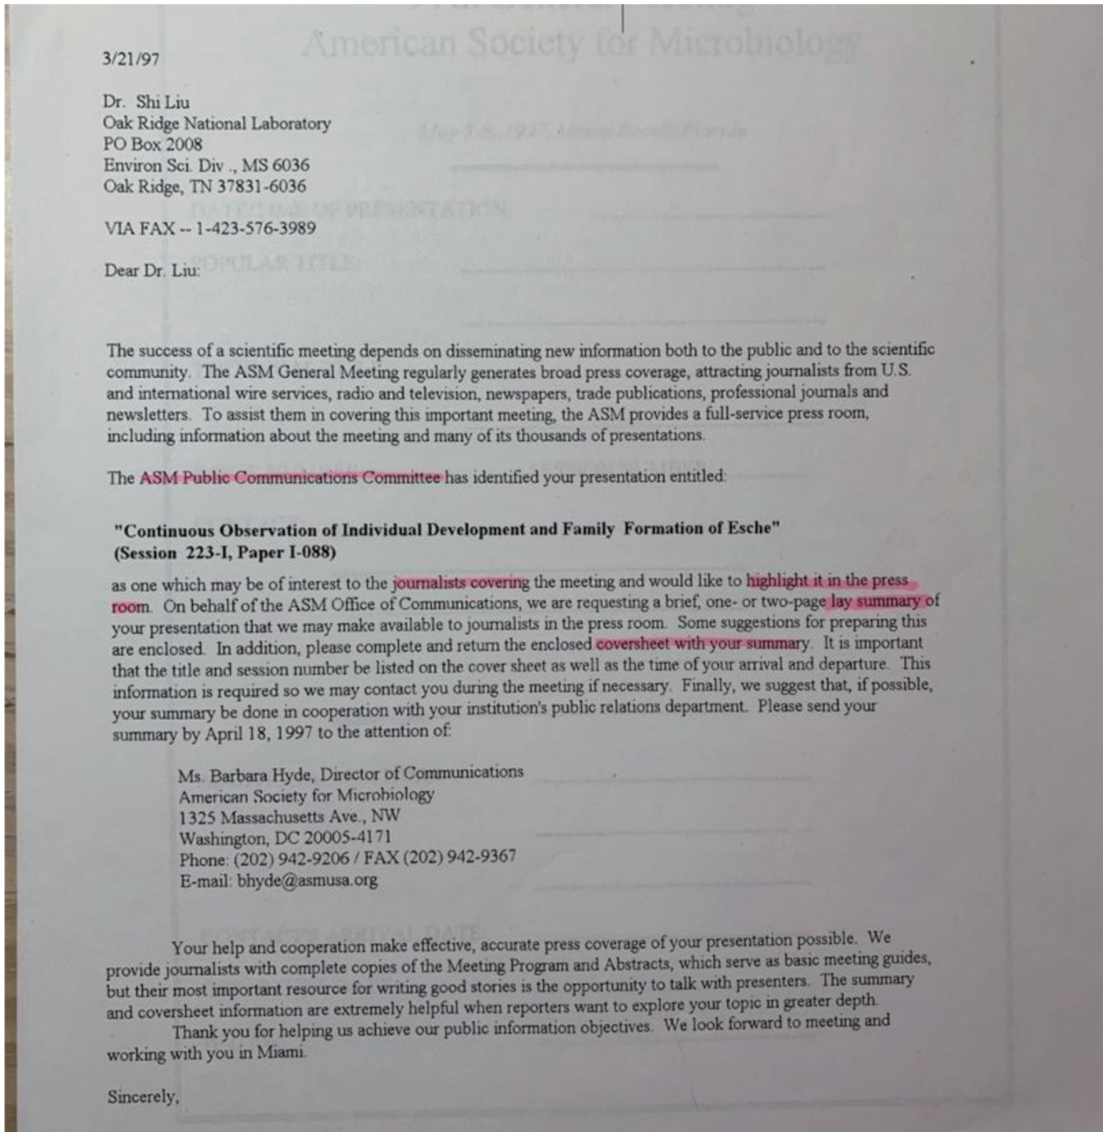 American Society for Microbiology
3/21/97
Dr. Shi Liu
Oak Ridge National Laboratory
PO Box 2008
Environ Sci. Div ., MS 6036
Oak Ridge, TN 37831-6036
VIA FAX -- 1-423-576-3989
DATE/TIME OF PRESENTATION
Dear Dr. Liu:
POPULAR TITLE
The success of a scientific meeting depends on disseminating new information both to the public and to the scientific
community. The ASM General Meeting regularly generates broad press coverage, attracting journalists from U.S.
and international wire services, radio and television, newspapers, trade publications, professional journals and
newsletters. To assist them in covering this important meeting, the ASM provides a full-service press room,
including information about the meeting and many of its thousands of presentations.
The ASM Public Communications Committee has identified your presentation entitled:
"Continuous Observation of Individual Development and Family Formation of Esche"
(Session 223-I, Paper I-088)
as one which may be of interest to the journalists covering the meeting and would like to highlight it in the press
room. On behalf of the ASM Office of Communications, we are requesting a brief, one- or two-page lay summary of
your presentation that we may make available to journalists in the press room. Some suggestions for preparing this
are enclosed. In addition, please complete and return the enclosed coversheet with your summary. It is important
that the title and session number be listed on the cover sheet as well as the time of your arrival and departure. This
information is required so we may contact you during the meeting if necessary. Finally, we suggest that, if possible,
your summary be done in cooperation with your institution's public relations department. Please send your
summary by April 18, 1997 to the attention of:
Ms. Barbara Hyde, Director of Communications
American Society for Microbiology
1325 Massachusetts Ave., NW
Washington, DC 20005-4171
Phone: (202) 942-9206 / FAX (202) 942-9367
E-mail: bhyde@asmusa.org
Your help and cooperation make effective, accurate press coverage of your presentation possible. We
provide journalists with complete copies of the Meeting Program and Abstracts, which serve as basic meeting guides,
but their most important resource for writing good stories is the opportunity to talk with presenters. The summary
and coversheet information are extremely helpful when reporters want to explore your topic in greater depth.
Thank you for helping us achieve our public information objectives. We look forward to meeting and
working with you in Miami.
Sincerely,